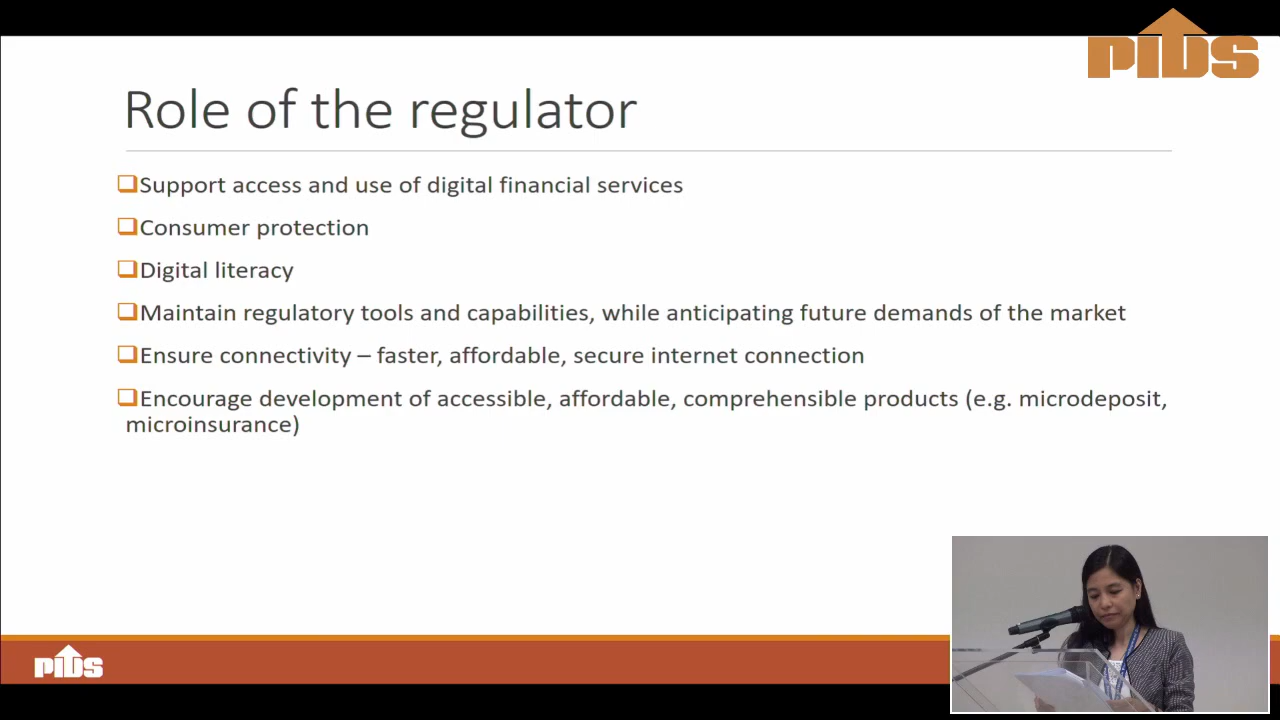 PIDS
Role of the regulator
Support access and use of digital financial services
Consumer protection
Digital literacy
Maintain regulatory tools and capabilities, while anticipating future demands of the market
Ensure connectivity – faster, affordable, secure internet connection
Encourage development of accessible, affordable, comprehensible products (e.g. microdeposit,
microinsurance)
PIDS